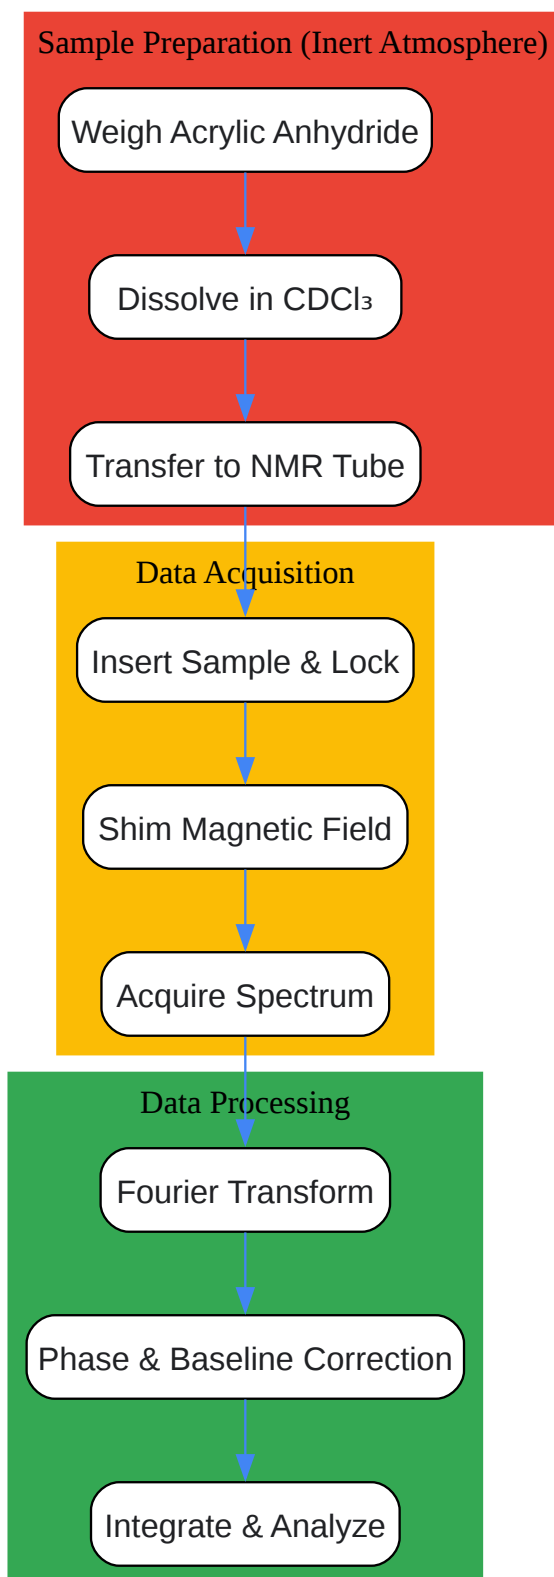 Sample Preparation (Inert Atmosphere)
Weigh Acrylic Anhydride
Dissolve in CDCl₃
Transfer to NMR Tube
Data Acquisition
Insert Sample & Lock
Shim Magnetic Field
Acquire Spectrum
Data Processing
Fourier Transform
Phase & Baseline Correction
Integrate & Analyze